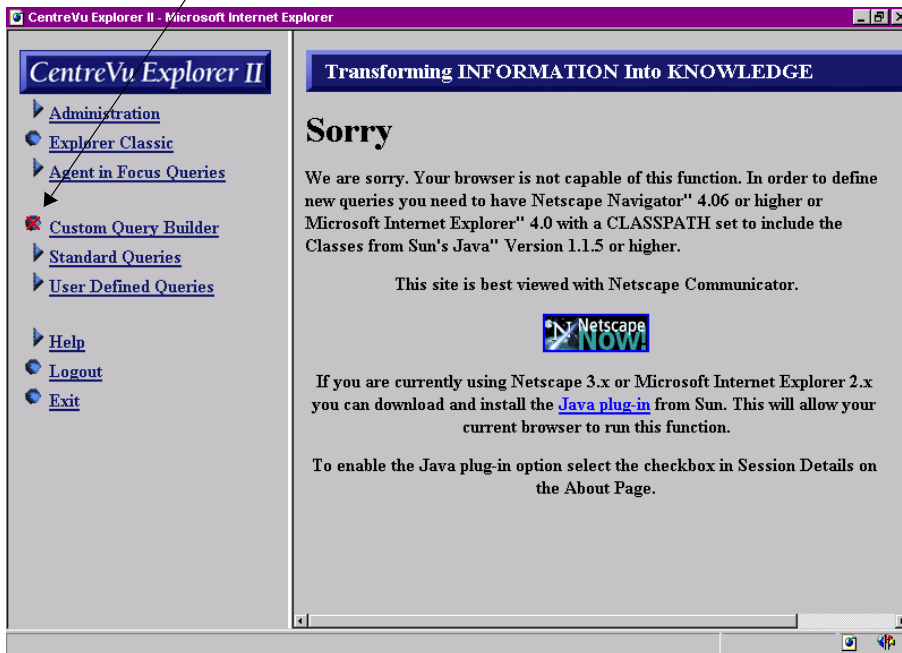 CentreVu Explorer II - Microsoft Internet Explorer
CentreVu Explorer II
Administration
Explorer Classic
Agent in Focus Queries
Custom Query Builder
Standard Queries
User Defined Queries
Help
Logout
Exit
Transforming INFORMATION Into KNOWLEDGE
Sorry
We are sorry. Your browser is not capable of this function. In order to define
new queries you need to have Netscape Navigator" 4.06 or higher or
Microsoft Internet Explorer" 4.0 with a CLASSPATH set to include the
Classes from Sun's Java" Version 1.1.5 or higher.
This site is best viewed with Netscape Communicator.
N Netscape
NOW!
If you are currently using Netscape 3.x or Microsoft Internet Explorer 2.x
you can download and install the Java plug-in from Sun. This will allow your
current browser to run this function.
To enable the Java plug-in option select the checkbox in Session Details on
the About Page.